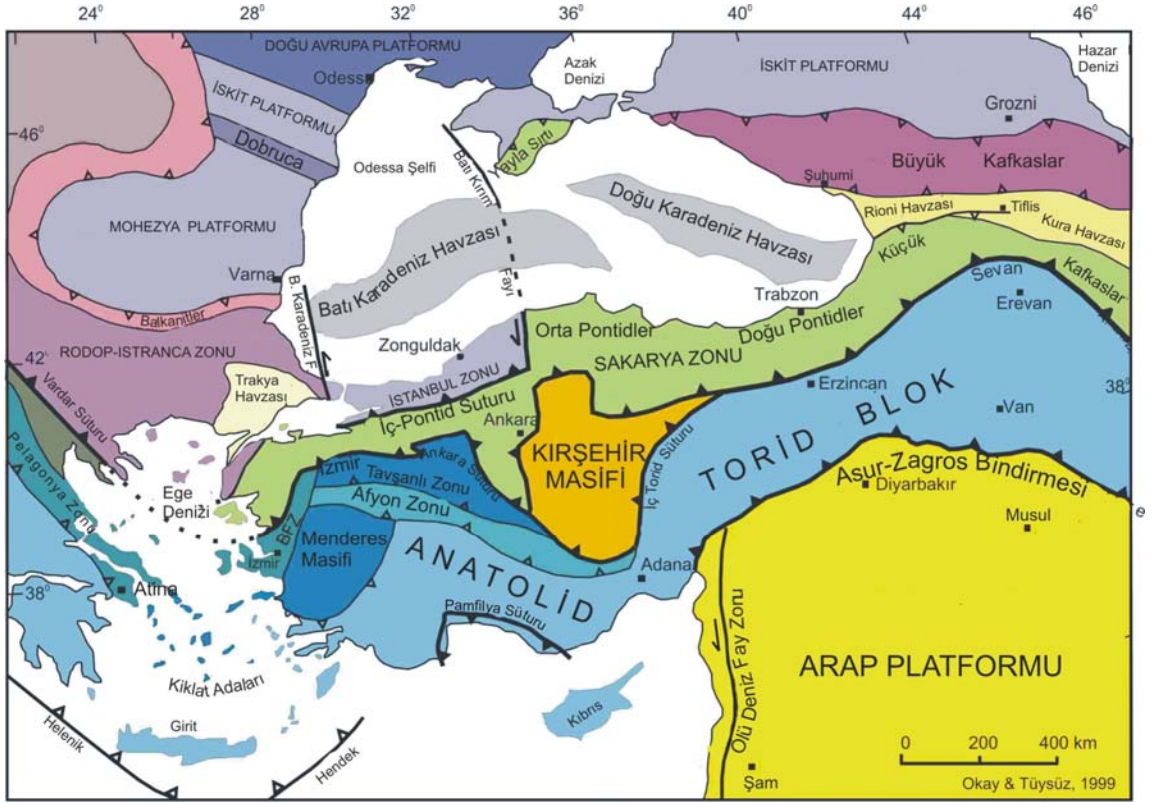 24° 28° 32° 36° 40° 44° 46°
DOĞU AVRUPA PLATFORMU
Odessa
İSKİT PLATFORMU
Dobruca
46°
Odessa Şelfi
Azak
Denizi
İSKİT PLATFORMU
Hazar
Denizi
Grozni
Batı Kırım
Fayı
Yayla Sırtı
Büyük Kafkaslar
Şuhumi
Rioni Havzası
Tiflis
Kura Havzası
Küçük
Kafkaslar
MOHEZYA PLATFORMU
Varna
Batı Karadeniz Havzası
Doğu Karadeniz Havzası
B. Karadeniz F.
Balkanitler
RODOP-ISTRANCA ZONU
Trabzon
Sevan
Erevan
Orta Pontidler
Doğu Pontidler
SAKARYA ZONU
Zonguldak
İSTANBUL ZONU
42°
Vardar Süturu
Trakya
Havzası
İç-Pontid Suturu
Ankara
Erzincan
Van
38°
KIRŞEHİR
MASİFİ
İç Torid Süturu
TORİD BLOK
Pelagonya Zonu
Ege
Denizi
İzmir
Ankara Suturu
Tavşanlı Zonu
Afyon Zonu
BFZ
İzmir
Menderes
Masifi
ANATOLİD
Adana
Asur-Zagros Bindirmesi
Diyarbakır
Musul
e
38°
Atina
Pamfilya Süturu
Kiklat Adaları
Girit
Helenik
Hendek
Kıbrıs
Ölü Deniz Fay Zonu
Şam
ARAP PLATFORMU
0 200 400 km
Okay & Tüysüz, 1999